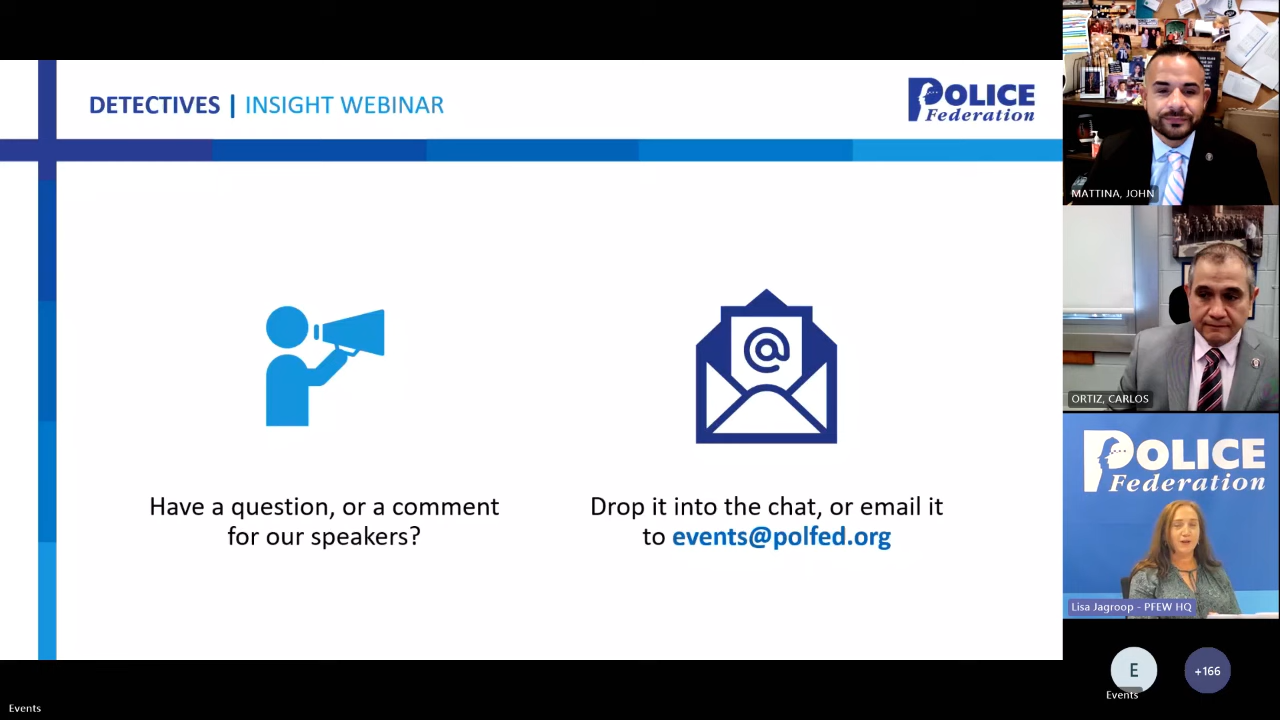 DETECTIVES | INSIGHT WEBINAR
POLICE
Federation
Have a question, or a comment
for our speakers?
Drop it into the chat, or email it
to events@polfed.org
MATTINA, JOHN
ORTIZ, CARLOS
POLICE
Federation
Lisa Jagroop - PFEW HQ
E
Events
+166
Events